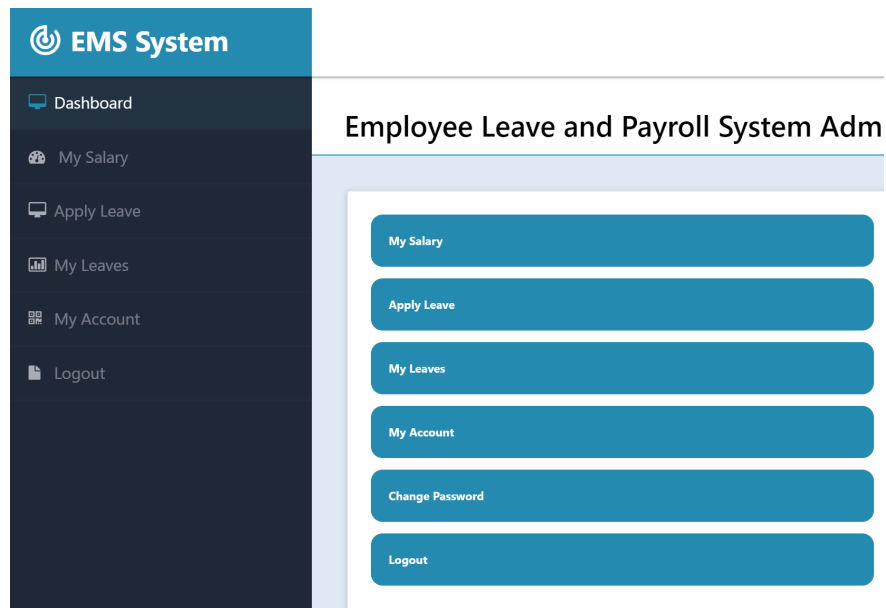 EMS System
Dashboard
My Salary
Apply Leave
My Leaves
My Account
Logout
Employee Leave and Payroll System Adm
My Salary
Apply Leave
My Leaves
My Account
Change Password
Logout